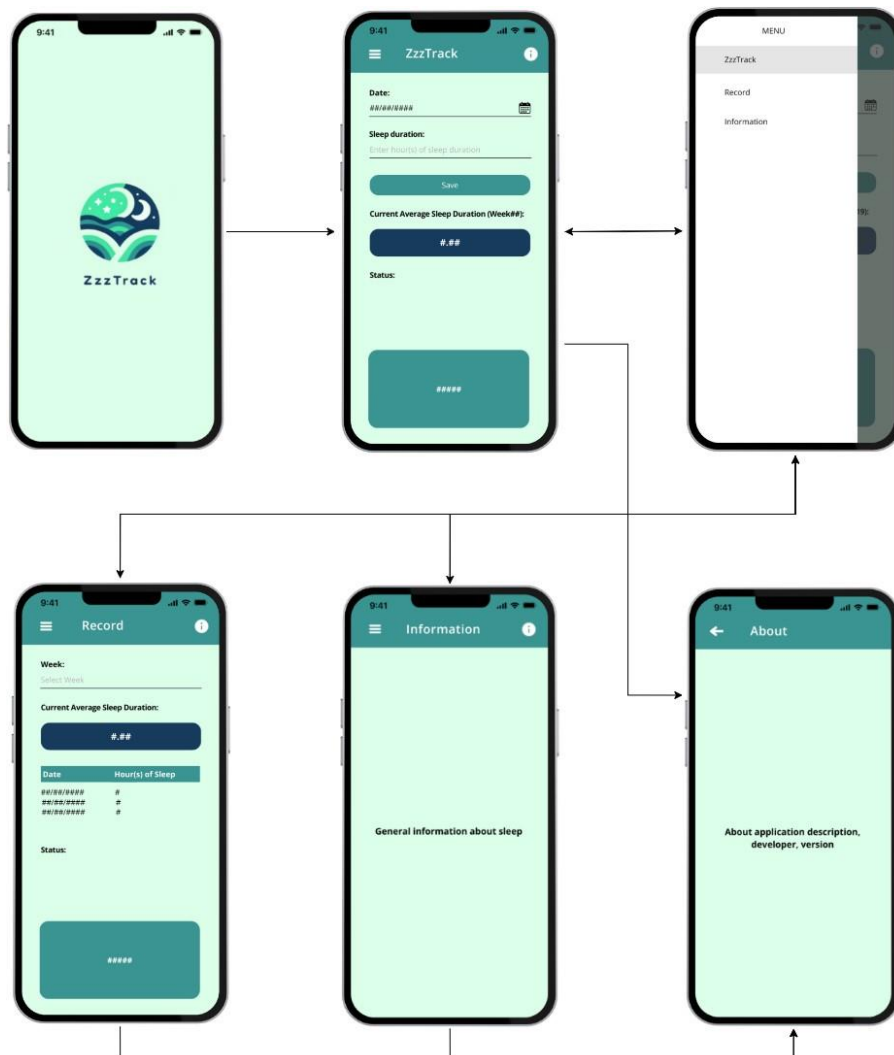 9:41
ZzzTrack
9:41
ZzzTrack
Date:
##/##/####
Sleep duration:
Enter hour(s) of sleep duration
Save
Current Average Sleep Duration (Week##):
#.##
Status:
#####
MENU
ZzzTrack
Record
Information
9:41
Record
Week:
Select Week
Current Average Sleep Duration:
#.##
Date Hour(s) of Sleep
##/##/#### #
##/##/#### #
##/##/#### #
Status:
#####
9:41
Information
General information about sleep
9:41
About
About application description,
developer, version